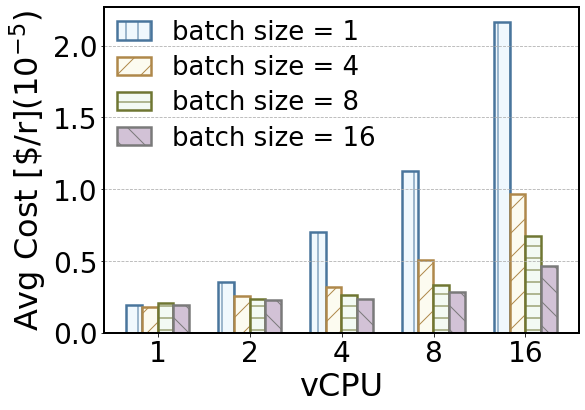 batch size = 1
batch size = 4
batch size = 8
batch size = 16
Avg Cost [$/r](10⁻⁵)
2.0
1.5
1.0
0.5
0.0
1 2 4 8 16
vCPU